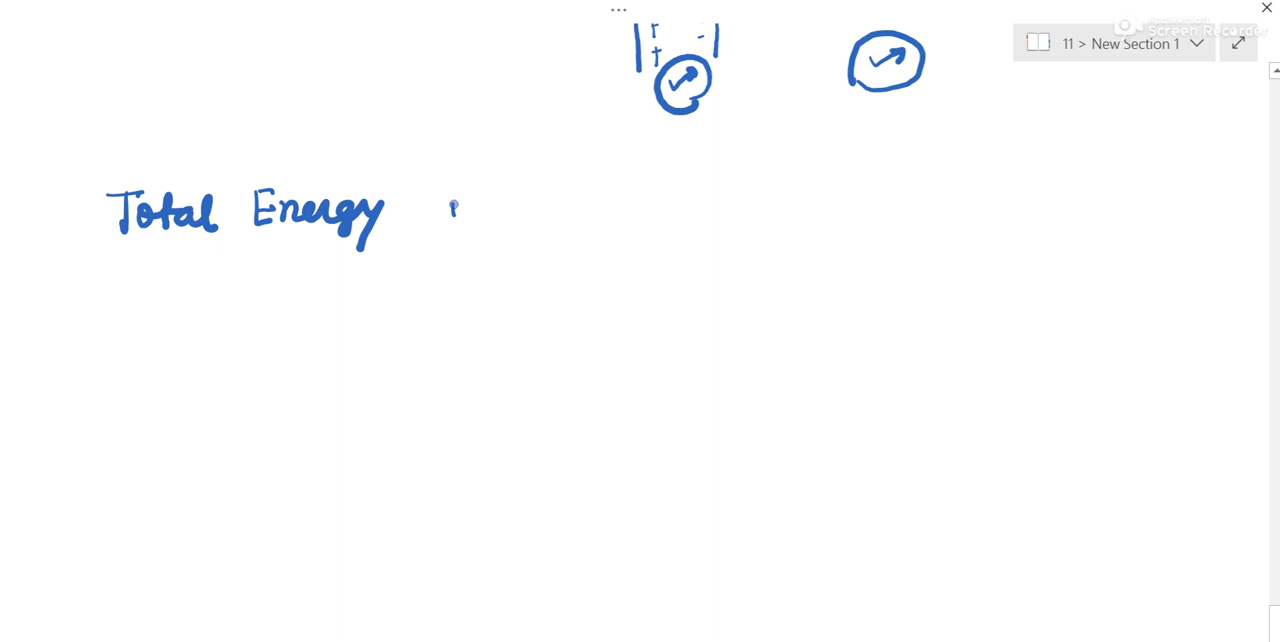 Screen Recorder
11 > New Section 1
+ -
+
Total Energy